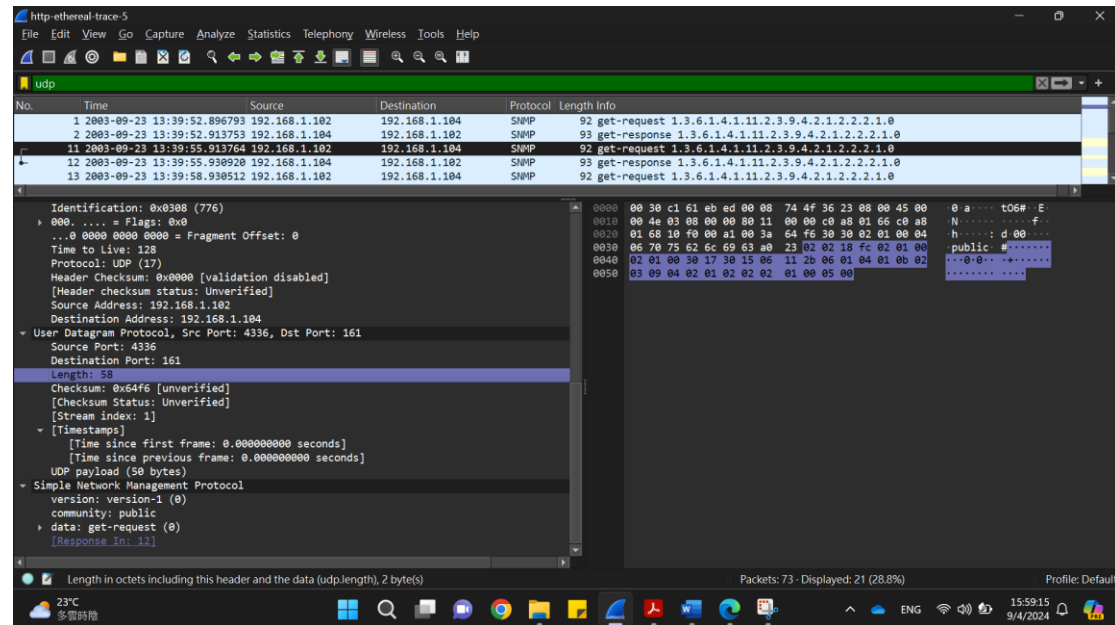 http-ethereal-trace-5
File Edit View Go Capture Analyze Statistics Telephony Wireless Tools Help
udp
No. Time Source Destination Protocol Length Info
1 2003-09-23 13:39:52.896793 192.168.1.102 192.168.1.104 SNMP 92 get-request 1.3.6.1.4.1.11.2.3.9.4.2.1.2.2.2.1.0
2 2003-09-23 13:39:52.913753 192.168.1.104 192.168.1.102 SNMP 93 get-response 1.3.6.1.4.1.11.2.3.9.4.2.1.2.2.2.1.0
11 2003-09-23 13:39:55.913764 192.168.1.102 192.168.1.104 SNMP 92 get-request 1.3.6.1.4.1.11.2.3.9.4.2.1.2.2.2.1.0
12 2003-09-23 13:39:55.930920 192.168.1.104 192.168.1.102 SNMP 93 get-response 1.3.6.1.4.1.11.2.3.9.4.2.1.2.2.2.1.0
13 2003-09-23 13:39:58.930512 192.168.1.102 192.168.1.104 SNMP 92 get-request 1.3.6.1.4.1.11.2.3.9.4.2.1.2.2.2.1.0
Identification: 0x0308 (776)
000. .... = Flags: 0x0
...0 0000 0000 0000 = Fragment Offset: 0
Time to Live: 128
Protocol: UDP (17)
Header Checksum: 0x0000 [validation disabled]
[Header checksum status: Unverified]
Source Address: 192.168.1.102
Destination Address: 192.168.1.104
User Datagram Protocol, Src Port: 4336, Dst Port: 161
Source Port: 4336
Destination Port: 161
Length: 58
Checksum: 0x64f6 [unverified]
[Checksum Status: Unverified]
[Stream index: 1]
[Timestamps]
[Time since first frame: 0.000000000 seconds]
[Time since previous frame: 0.000000000 seconds]
UDP payload (50 bytes)
Simple Network Management Protocol
version: version-1 (0)
community: public
data: get-request (0)
[Response In: 12]
0000 00 30 c1 61 eb ed 00 08 74 4f 36 23 08 00 45 00 ·0·a···· tO6#··E·
0010 00 4e 03 08 00 00 80 11 00 00 c0 a8 01 66 c0 a8 ·N······ ·····f··
0020 01 68 10 f0 00 a1 00 3a 64 f6 30 30 02 01 00 04 ·h·····: d·00····
0030 06 70 75 62 6c 69 63 a0 23 02 02 18 fc 02 01 00 ·public· #·······
0040 02 01 00 30 17 30 15 06 11 2b 06 01 04 01 0b 02 ···0·0·· ·+······
0050 03 09 04 02 01 02 02 02 01 00 05 00 ········ ····
Length in octets including this header and the data (udp.length), 2 byte(s)
Packets: 73 · Displayed: 21 (28.8%)
Profile: Defaul
23°C
多雲時陰
ENG
15:59:15
9/4/2024